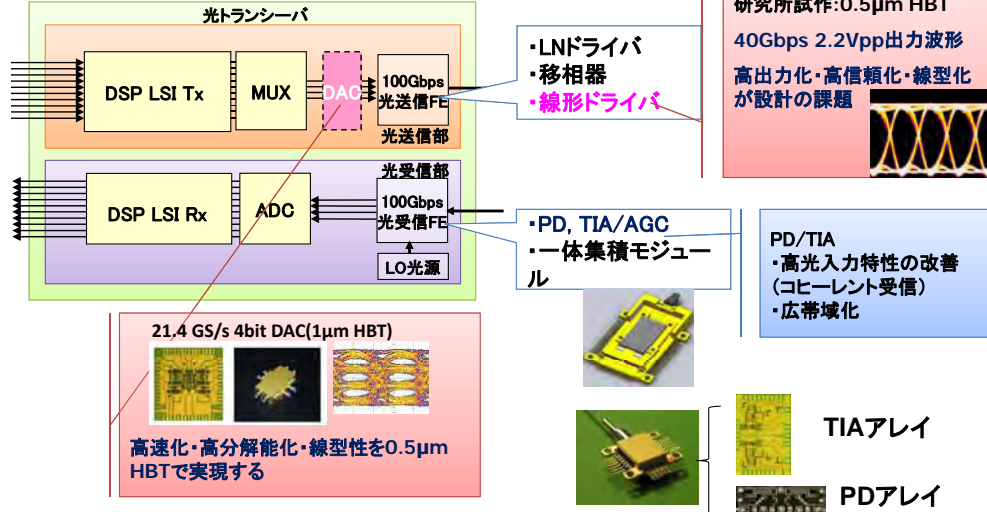 光トランシーバ
DSP LSI Tx
MUX
DAC
100Gbps
光送信FE
光送信部
光受信部
DSP LSI Rx
ADC
100Gbps
光受信FE
LO光源
・LNドライバ
・移相器
・線形ドライバ
研究所試作:0.5μm HBT
40Gbps 2.2Vpp出力波形
高出力化・高信頼化・線型化
が設計の課題
・PD, TIA/AGC
・一体集積モジュー
ル
PD/TIA
・高光入力特性の改善
(コヒーレント受信)
・広帯域化
21.4 GS/s 4bit DAC(1μm HBT)
高速化・高分解能化・線型性を0.5μm
HBTで実現する
TIAアレイ
PDアレイ